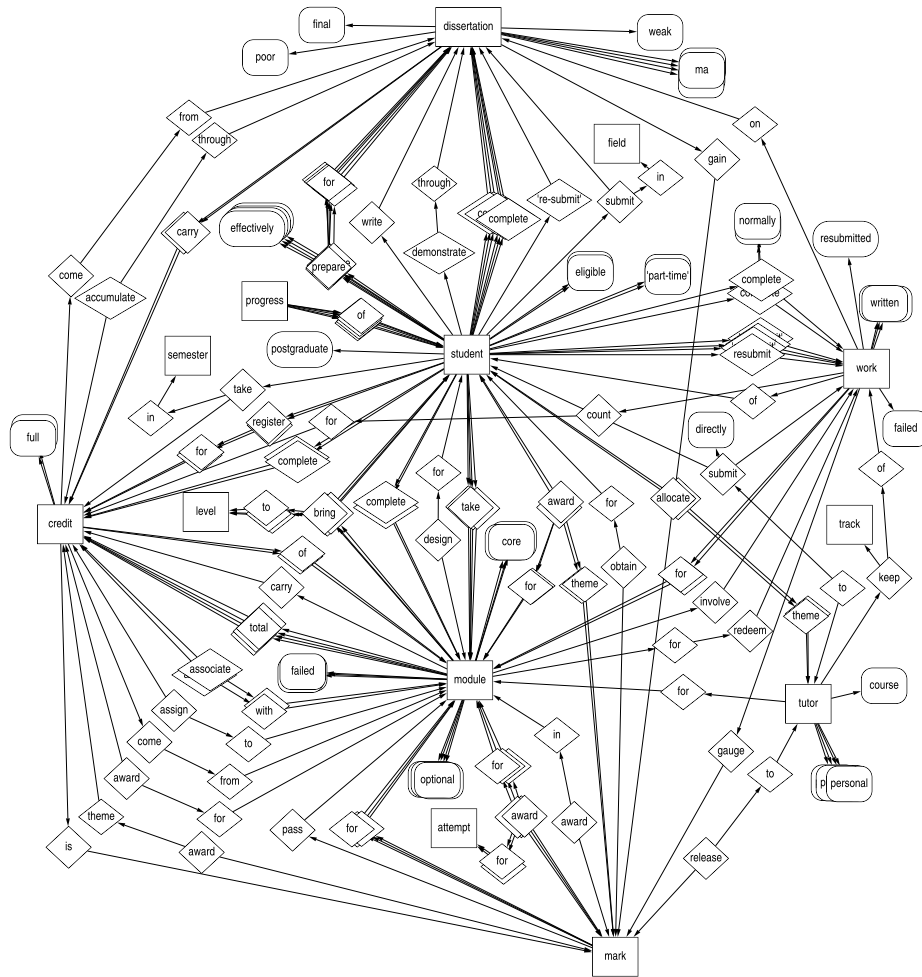 final
dissertation
weak
poor
ma
from
through
on
field
gain
for
through
in
carry
effectively
write
complete
're-submit'
submit
normally
resubmitted
demonstrate
come
accumulate
prepare
eligible
'part-time'
complete
progress
of
written
semester
postgraduate
student
resubmit
work
take
of
in
register
for
count
directly
failed
full
for
complete
submit
of
level
to
bring
complete
for
take
award
for
allocate
track
credit
design
core
of
for
theme
obtain
for
keep
carry
for
involve
to
theme
total
redeem
for
associate
failed
module
for
tutor
course
assign
with
come
to
in
gauge
award
from
optional
for
to
personal
theme
for
pass
for
attempt
award
award
is
award
for
release
mark